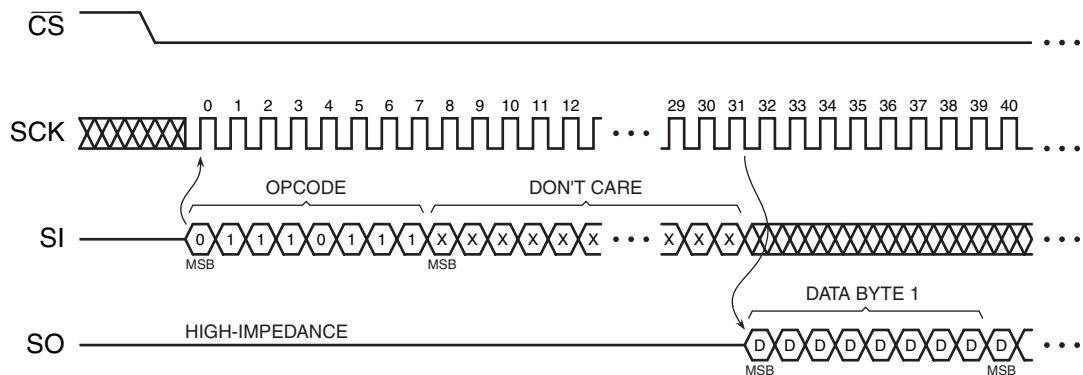 CS
0 1 2 3 4 5 6 7 8 9 10 11 12 29 30 31 32 33 34 35 36 37 38 39 40
SCK
OPCODE DON'T CARE
SI 0 1 1 1 0 1 1 1 X X X X X X X X X
MSB MSB
DATA BYTE 1
HIGH-IMPEDANCE
SO D D D D D D D D D
MSB MSB